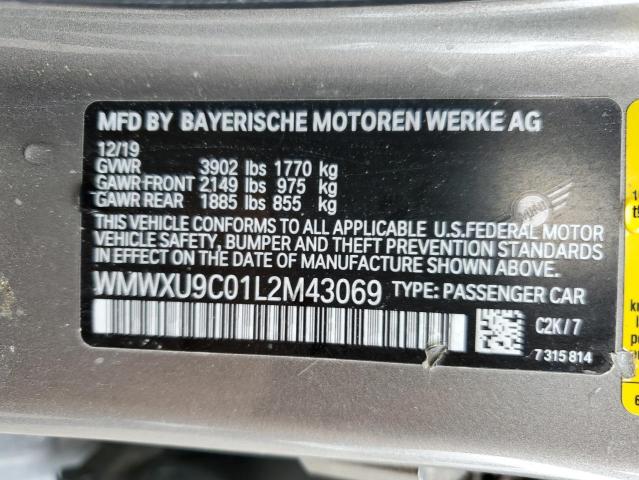 MFD BY BAYERISCHE MOTOREN WERKE AG
12/19
GVWR 3902 lbs 1770 kg
GAWR FRONT 2149 lbs 975 kg
GAWR REAR 1885 lbs 855 kg
THIS VEHICLE CONFORMS TO ALL APPLICABLE U.S.FEDERAL MOTOR
VEHICLE SAFETY, BUMPER AND THEFT PREVENTION STANDARDS
IN EFFECT ON THE DATE OF MANUFACTURE SHOWN ABOVE:
WMWXU9C01L2M43069 TYPE: PASSENGER CAR
C2K/7
7 315 814